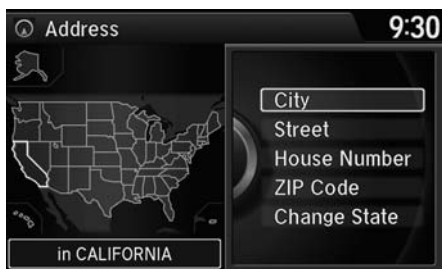 Address
9:30
City
Street
House Number
ZIP Code
Change State
in CALIFORNIA